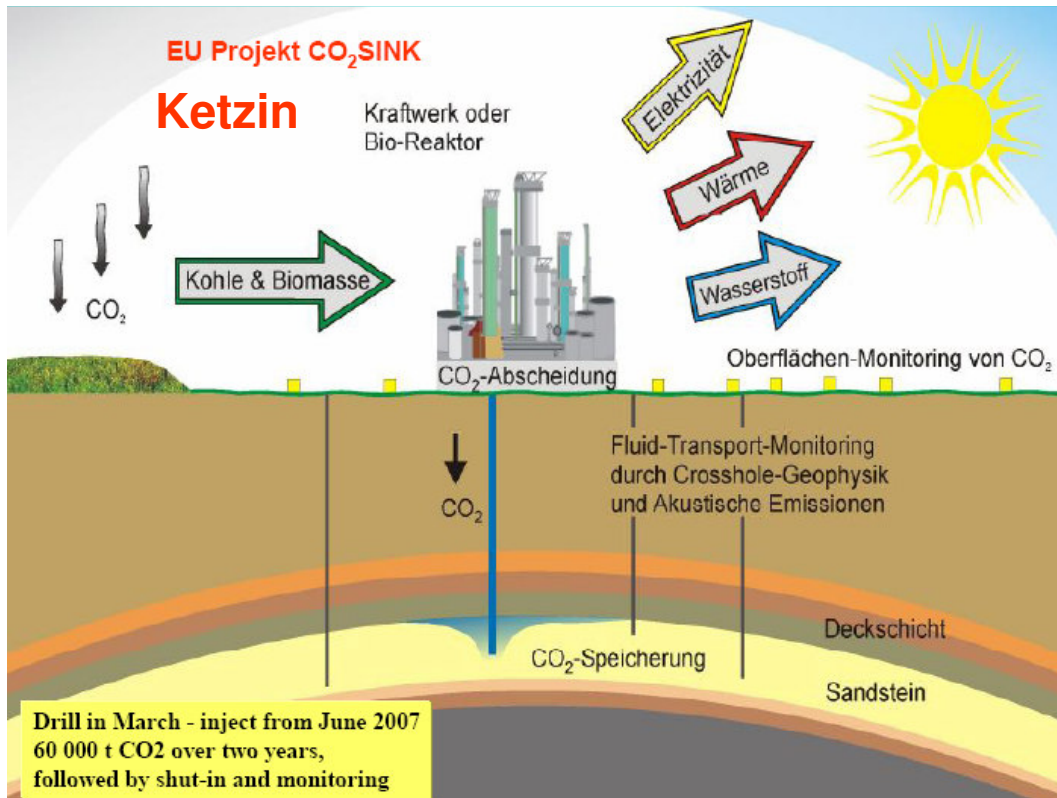 EU Projekt CO₂SINK
Ketzin
Kraftwerk oder
Bio-Reaktor
Elektrizität
Wärme
Wasserstoff
CO₂
Kohle & Biomasse
Oberflächen-Monitoring von CO₂
CO₂-Abscheidung
Fluid-Transport-Monitoring
durch Crosshole-Geophysik
und Akustische Emissionen
CO₂
Deckschicht
CO₂-Speicherung
Sandstein
Drill in March - inject from June 2007
60 000 t CO2 over two years,
followed by shut-in and monitoring